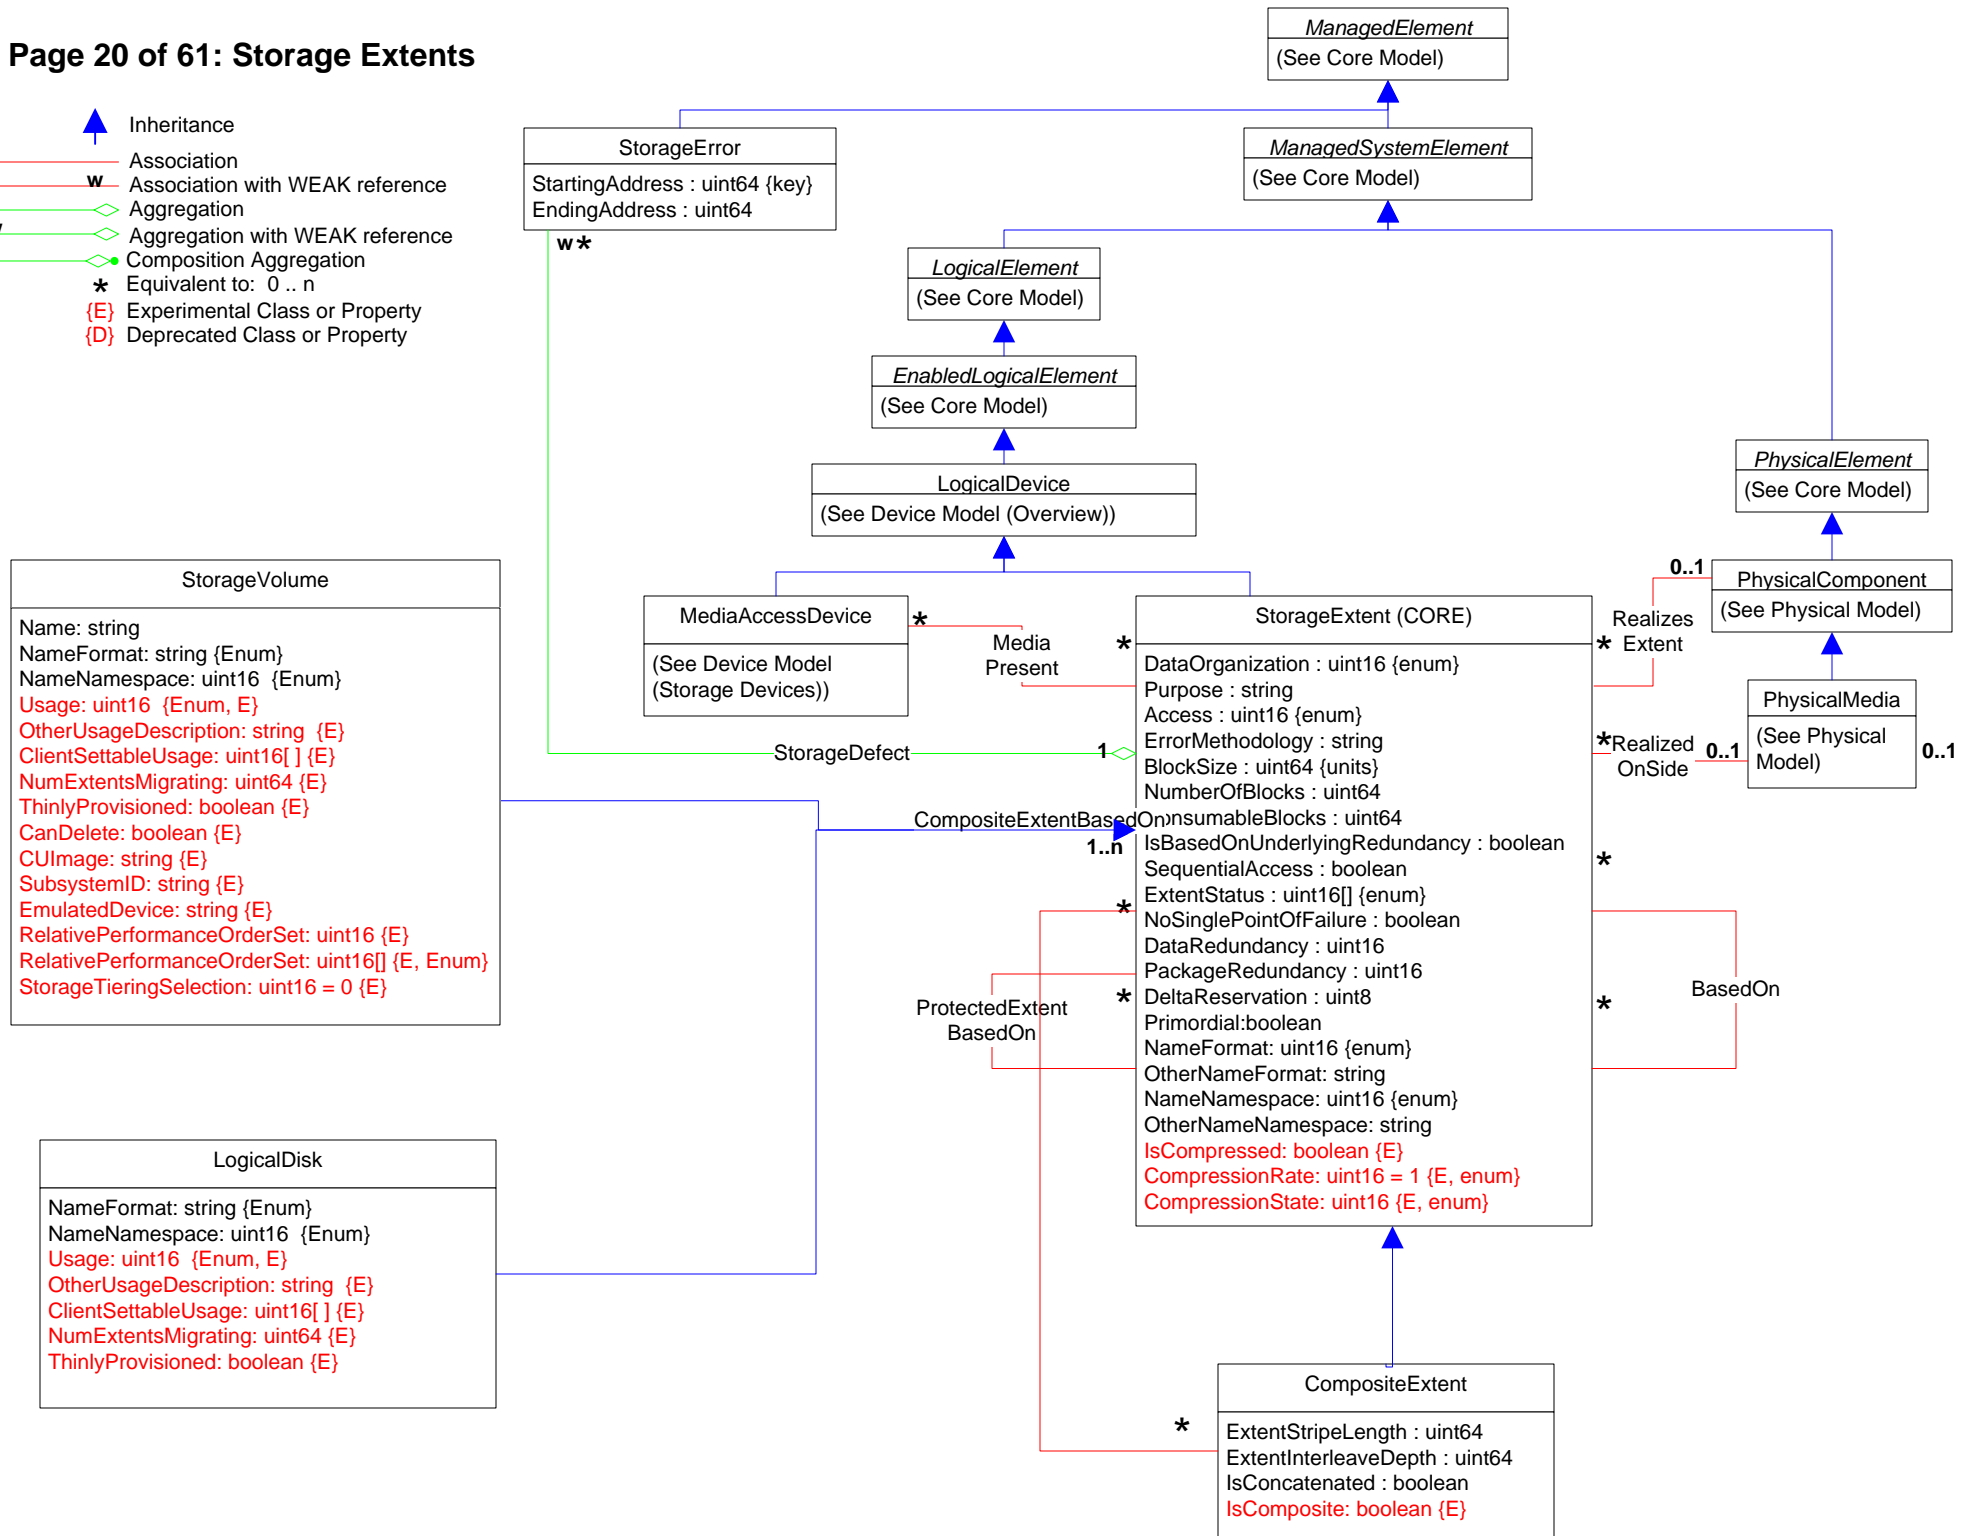 Page 20 of 61: Storage Extents
Inheritance
Association
w
Association with WEAK reference
Aggregation
Aggregation with WEAK reference
Composition Aggregation
* Equivalent to: 0 .. n
{E} Experimental Class or Property
{D} Deprecated Class or Property
ManagedElement
(See Core Model)
StorageError
StartingAddress : uint64 {key}
EndingAddress : uint64
w *
ManagedSystemElement
(See Core Model)
LogicalElement
(See Core Model)
EnabledLogicalElement
(See Core Model)
LogicalDevice
(See Device Model (Overview))
PhysicalElement
(See Core Model)
0..1
PhysicalComponent
(See Physical Model)
Realizes
Extent
*
PhysicalMedia
(See Physical
Model)
0..1
*
Realized
OnSide
0..1
MediaAccessDevice
(See Device Model
(Storage Devices))
*
Media
Present
*
StorageDefect
1
CompositeExtentBasedOn
1..n
*
ProtectedExtent
BasedOn
*
StorageExtent (CORE)
DataOrganization : uint16 {enum}
Purpose : string
Access : uint16 {enum}
ErrorMethodology : string
BlockSize : uint64 {units}
NumberOfBlocks : uint64
onsumableBlocks : uint64
IsBasedOnUnderlyingRedundancy : boolean
SequentialAccess : boolean
ExtentStatus : uint16[] {enum}
NoSinglePointOfFailure : boolean
DataRedundancy : uint16
PackageRedundancy : uint16
DeltaReservation : uint8
Primordial:boolean
NameFormat: uint16 {enum}
OtherNameFormat: string
NameNamespace: uint16 {enum}
OtherNameNamespace: string
IsCompressed: boolean {E}
CompressionRate: uint16 = 1 {E, enum}
CompressionState: uint16 {E, enum}
*
BasedOn
*
StorageVolume
Name: string
NameFormat: string {Enum}
NameNamespace: uint16 {Enum}
Usage: uint16 {Enum, E}
OtherUsageDescription: string {E}
ClientSettableUsage: uint16[ ] {E}
NumExtentsMigrating: uint64 {E}
ThinlyProvisioned: boolean {E}
CanDelete: boolean {E}
CUImage: string {E}
SubsystemID: string {E}
EmulatedDevice: string {E}
RelativePerformanceOrderSet: uint16 {E}
RelativePerformanceOrderSet: uint16[] {E, Enum}
StorageTieringSelection: uint16 = 0 {E}
LogicalDisk
NameFormat: string {Enum}
NameNamespace: uint16 {Enum}
Usage: uint16 {Enum, E}
OtherUsageDescription: string {E}
ClientSettableUsage: uint16[ ] {E}
NumExtentsMigrating: uint64 {E}
ThinlyProvisioned: boolean {E}
*
CompositeExtent
ExtentStripeLength : uint64
ExtentInterleaveDepth : uint64
IsConcatenated : boolean
IsComposite: boolean {E}